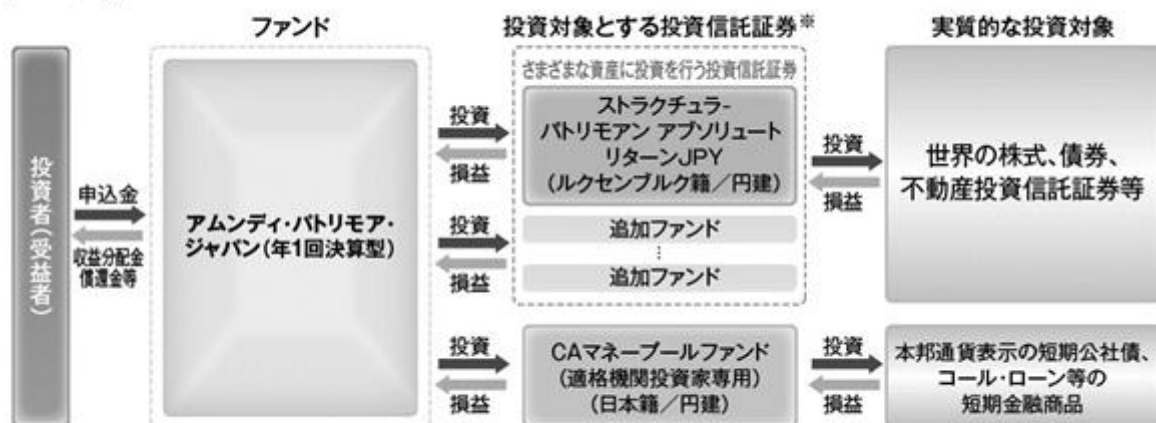 ファンド
投資対象とする投資信託証券※
実質的な投資対象
投資者(受益者)
申込金
収益分配金
償還金等
アムンディ・パトリモア・
ジャパン(年1回決算型)
投資
損益
投資
損益
投資
損益
さまざまな資産に投資を行う投資信託証券
ストラクチュラ-
パトリモアン アブソリュート
リターンJPY
(ルクセンブルク籍/円建)
追加ファンド
⋮
追加ファンド
CAマネープールファンド
(適格機関投資家専用)
(日本籍/円建)
投資
損益
投資
損益
世界の株式、債券、
不動産投資信託証券等
本邦通貨表示の短期公社債、
コール・ローン等の
短期金融商品